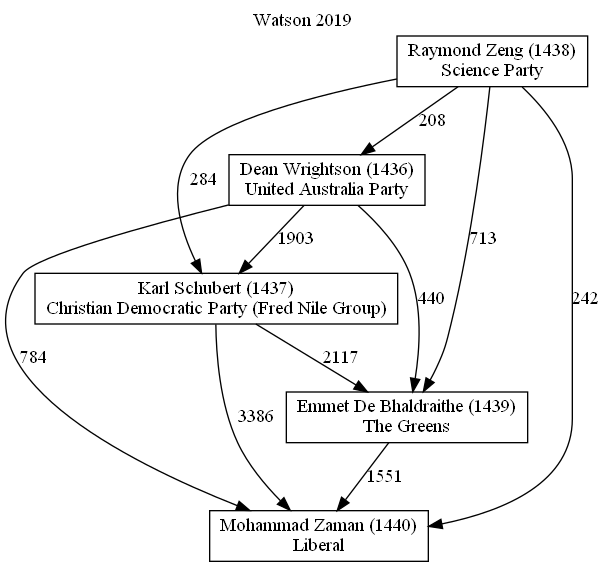 Watson 2019
Raymond Zeng (1438)
Science Party
208
Dean Wrightson (1436)
United Australia Party
284
1903
713
Karl Schubert (1437)
Christian Democratic Party (Fred Nile Group)
440
242
784
2117
Emmet De Bhaldraithe (1439)
The Greens
3386
1551
Mohammad Zaman (1440)
Liberal